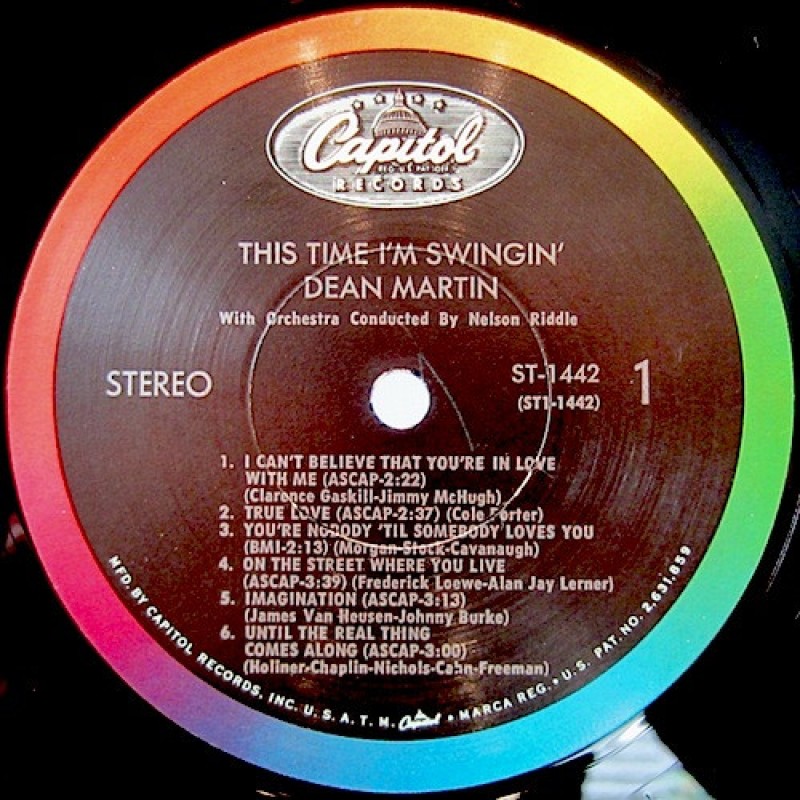 Capitol
REG. U.S. PAT. OFF.
RECORDS
THIS TIME I'M SWINGIN'
DEAN MARTIN
With Orchestra Conducted By Nelson Riddle
STEREO
ST-1442
(ST1-1442)
1
1. I CAN'T BELIEVE THAT YOU'RE IN LOVE
WITH ME (ASCAP-2:22)
(Clarence Gaskill-Jimmy McHugh)
2. TRUE LOVE (ASCAP-2:37) (Cole Porter)
3. YOU'RE NOBODY 'TIL SOMEBODY LOVES YOU
(BMI-2:13) (Morgan-Stock-Cavanaugh)
4. ON THE STREET WHERE YOU LIVE
(ASCAP-3:39) (Frederick Loewe-Alan Jay Lerner)
5. IMAGINATION (ASCAP-3:13)
(James Van Heusen-Johnny Burke)
6. UNTIL THE REAL THING
COMES ALONG (ASCAP-3:00)
(Hollner-Chaplin-Nichols-Cahn-Freeman)
MFD. BY CAPITOL RECORDS, INC. U. S. A. T. M. Capitol • MARCA REG. • U.S. PAT. NO. 2,631,859